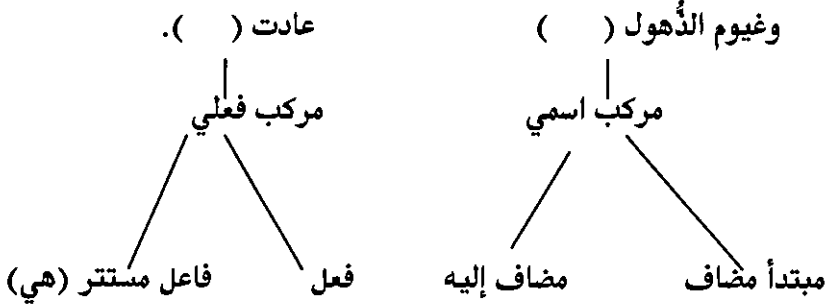 وغيوم الذُّهول (    ) عادت (    ).
مركب اسمي مركب فعلي
مبتدأ مضاف مضاف إليه فعل فاعل مستتر (هي)